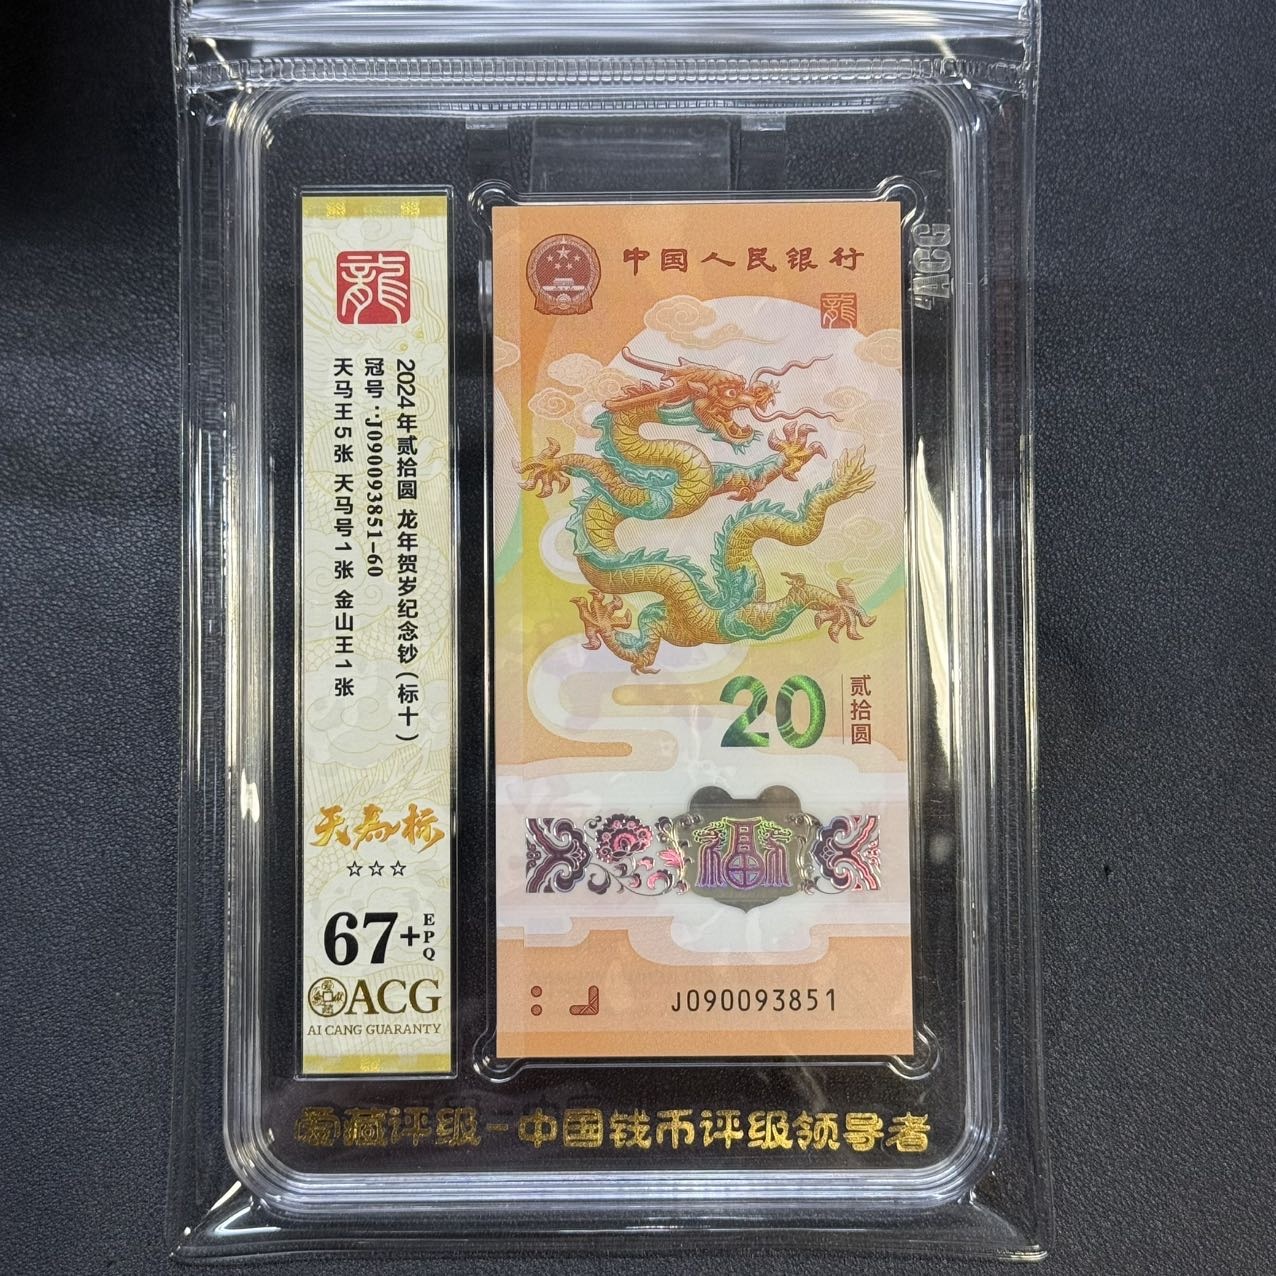 龍
2024年贰拾圆 龙年贺岁纪念钞(标十)
冠号:J090093851-60
天马王5张 天马号1张 金山王1张
天马标
☆☆☆
67+
EPQ
ACG
AI CANG GUARANTY
中国人民银行
龍
20
贰拾圆
福
J090093851
ACG
爱藏评级-中国钱币评级领导者